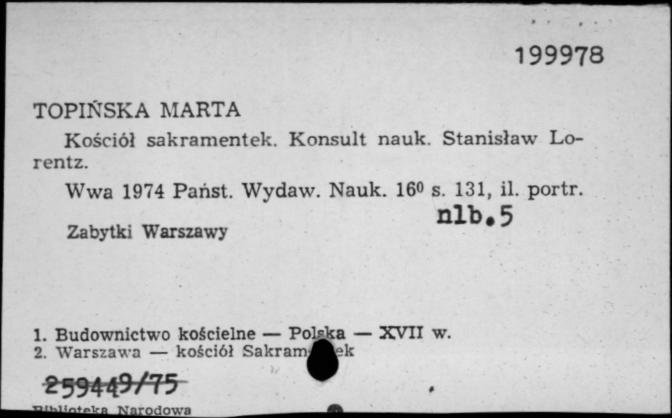 199978
TOPIŃSKA MARTA
Kościół sakramentek. Konsult nauk. Stanisław Lo-
rentz.
Wwa 1974 Państ. Wydaw. Nauk. 16⁰ s. 131, il. portr.
nlb.5
Zabytki Warszawy
1. Budownictwo kościelne — Polska — XVII w.
2. Warszawa — kościół Sakramentek
259449/75
Biblioteka Narodowa